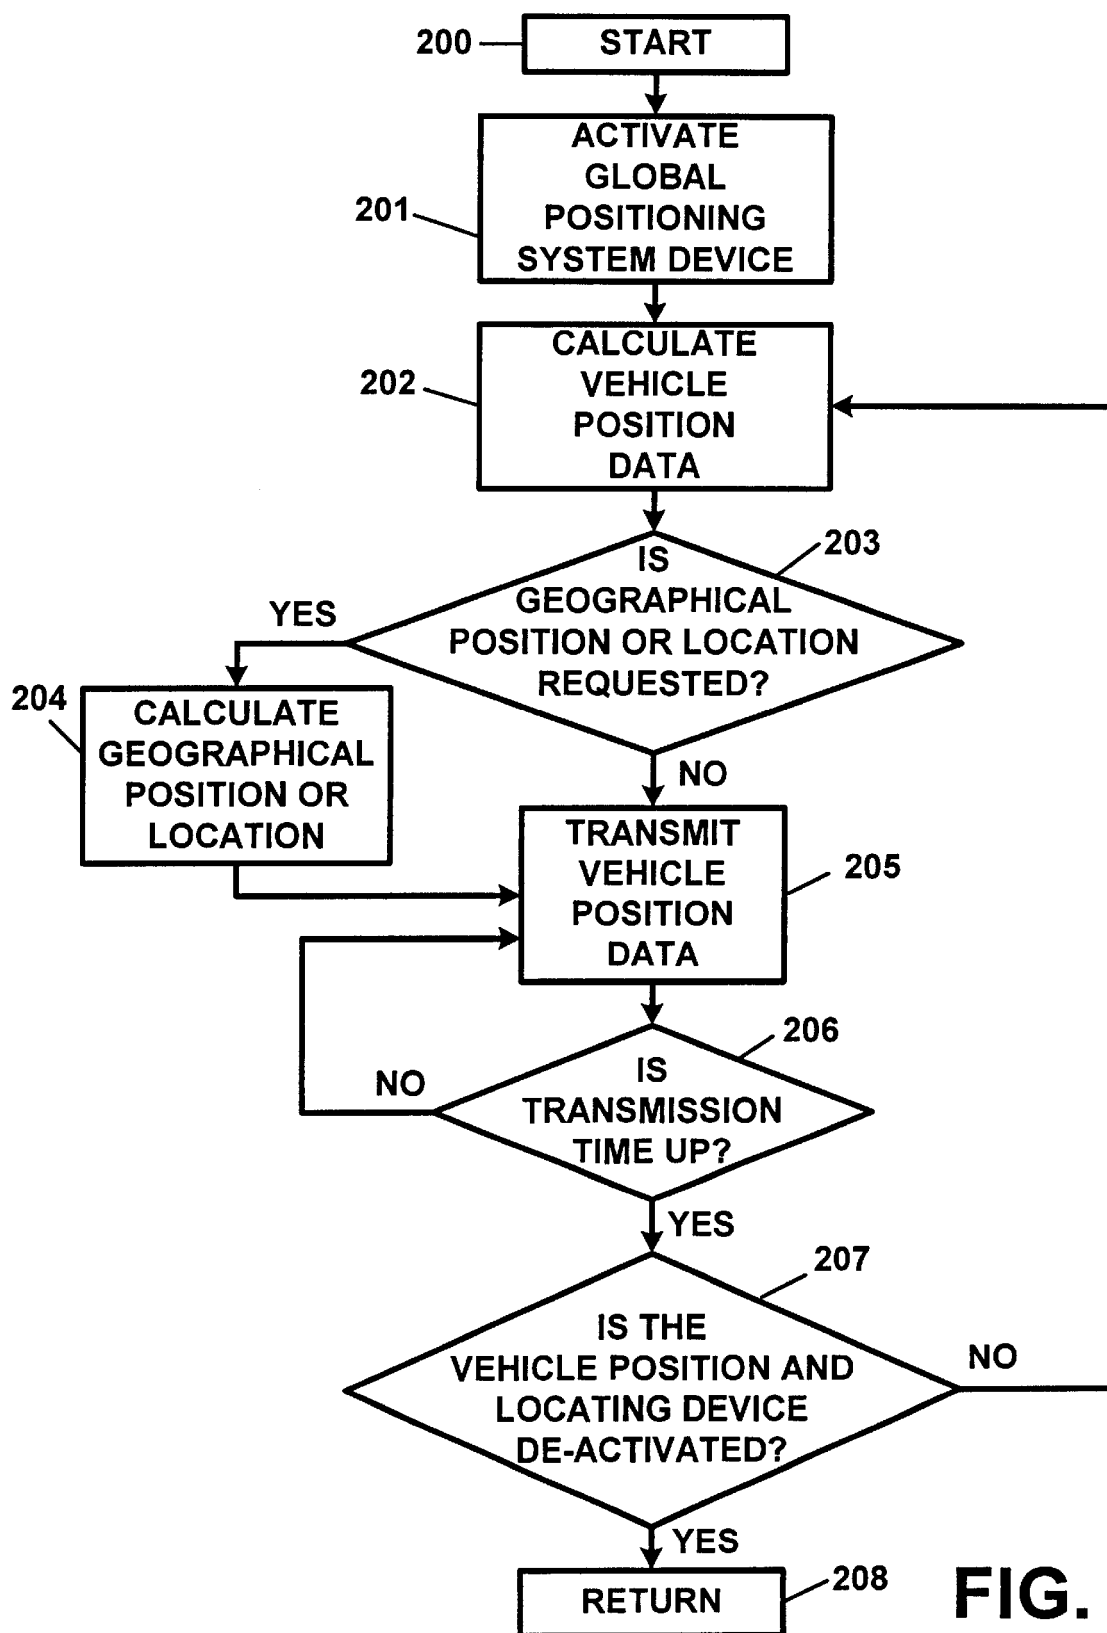 200
START
ACTIVATE
GLOBAL
POSITIONING
SYSTEM DEVICE
201
CALCULATE
VEHICLE
POSITION
DATA
202
203
IS
GEOGRAPHICAL
POSITION OR LOCATION
REQUESTED?
YES
204
CALCULATE
GEOGRAPHICAL
POSITION OR
LOCATION
NO
TRANSMIT
VEHICLE
POSITION
DATA
205
206
IS
TRANSMISSION
TIME UP?
NO
YES
207
IS THE
VEHICLE POSITION AND
LOCATING DEVICE
DE-ACTIVATED?
NO
YES
RETURN
208
FIG.